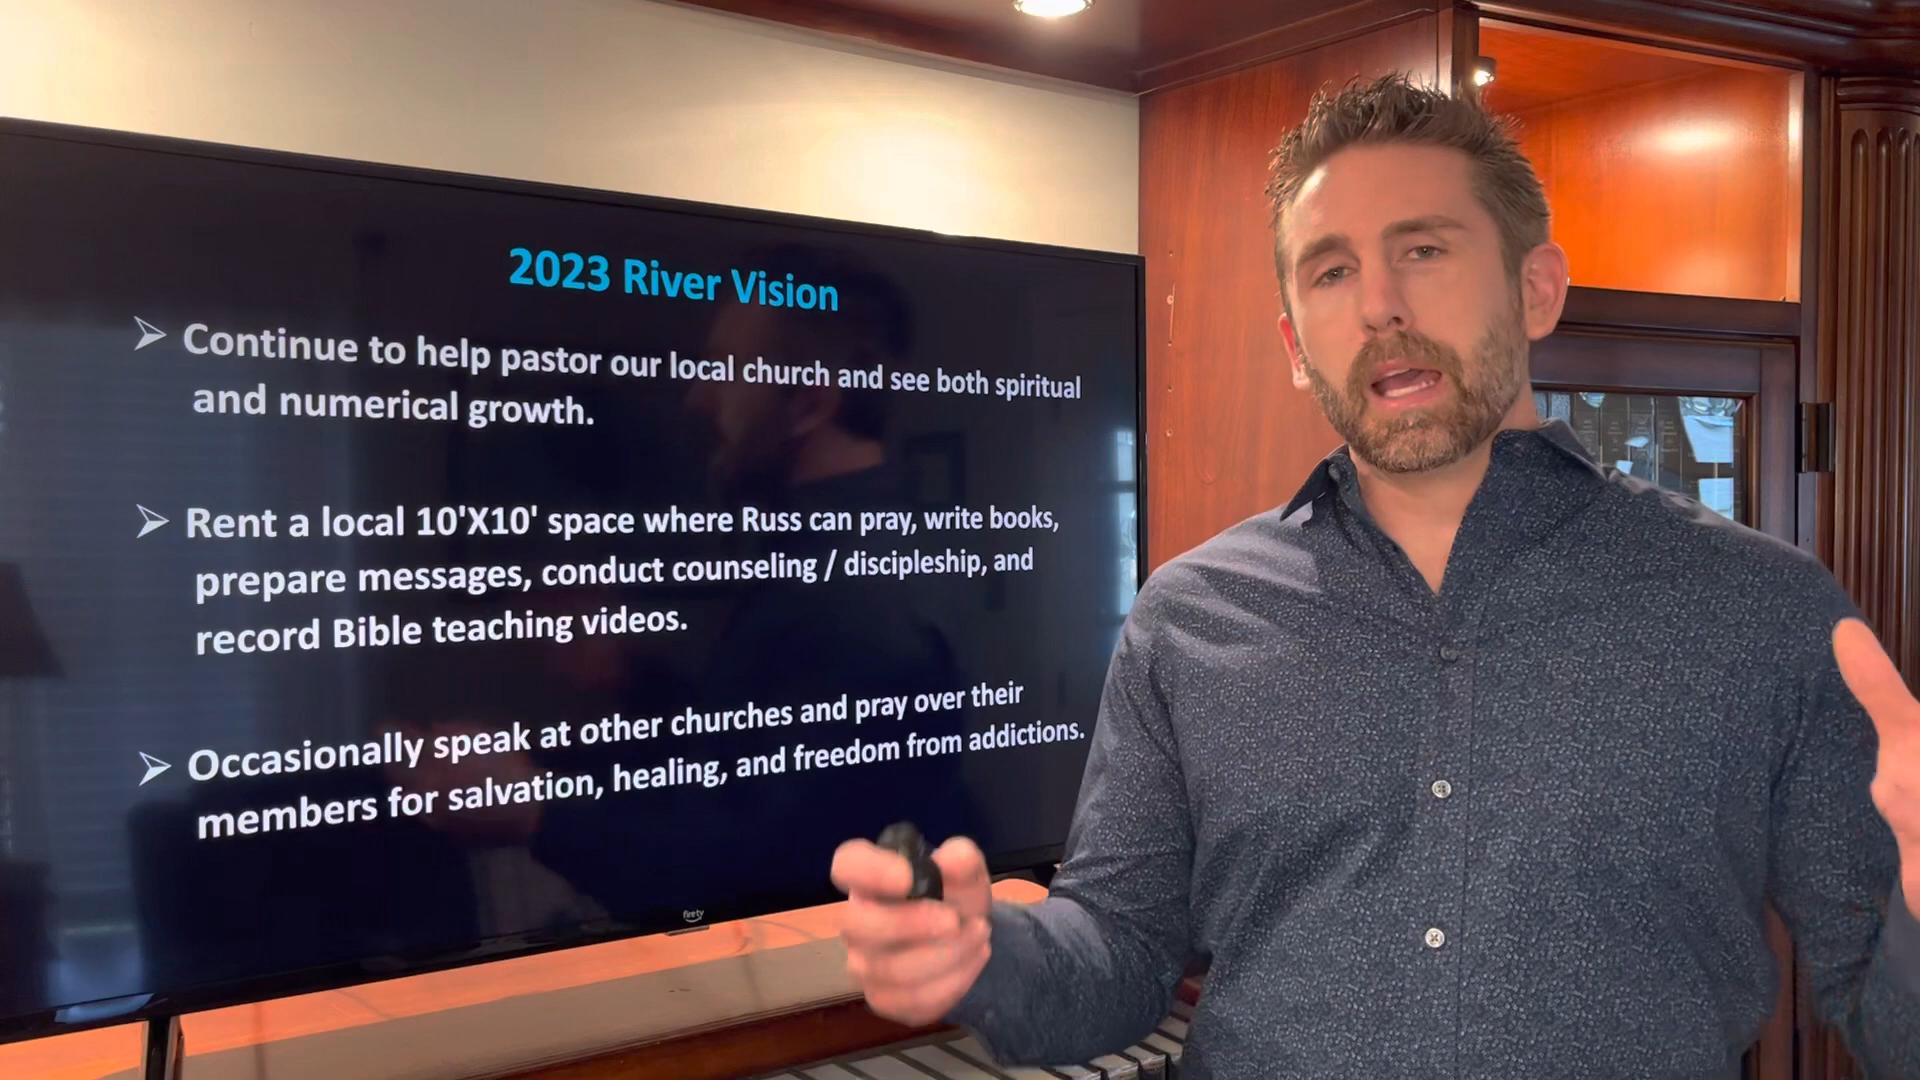 2023 River Vision
➢ Continue to help pastor our local church and see both spiritual
and numerical growth.
➢ Rent a local 10'X10' space where Russ can pray, write books,
prepare messages, conduct counseling / discipleship, and
record Bible teaching videos.
➢ Occasionally speak at other churches and pray over their
members for salvation, healing, and freedom from addictions.
firetv